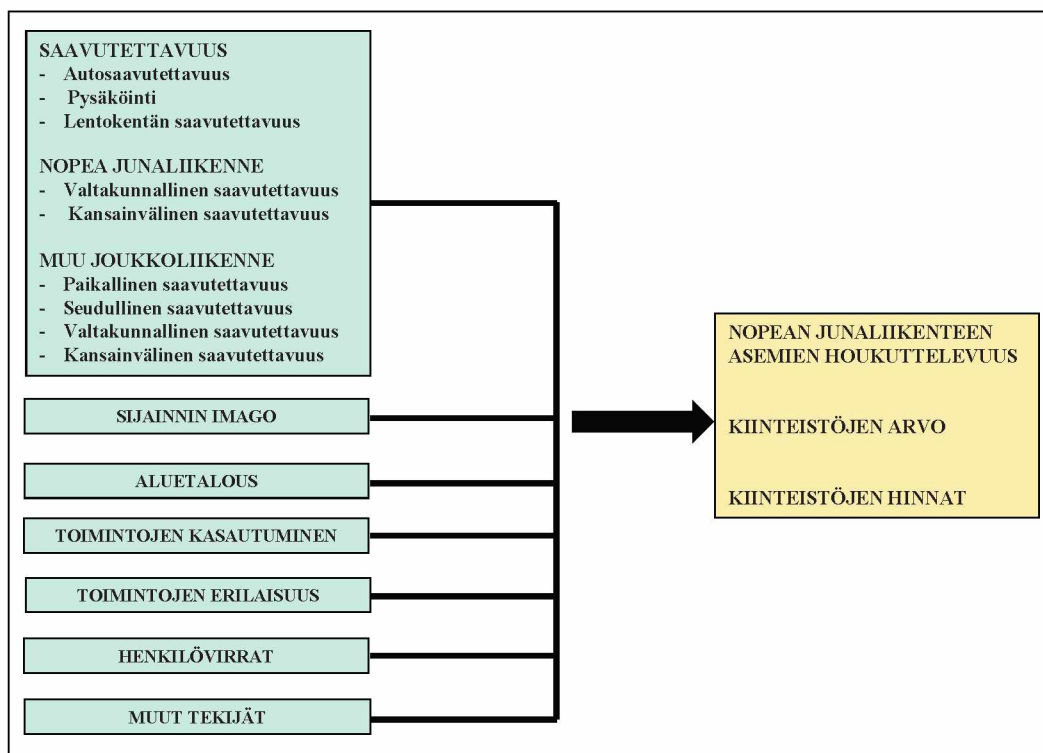 SAAVUTETTAVUUS
- Autosaavutettavuus
- Pysäköinti
- Lentokentän saavutettavuus
NOPEA JUNALIIKENNE
- Valtakunnallinen saavutettavuus
- Kansainvälinen saavutettavuus
MUU JOUKKOLIIKENNE
- Paikallinen saavutettavuus
- Seudullinen saavutettavuus
- Valtakunnallinen saavutettavuus
- Kansainvälinen saavutettavuus
SIJAINNIN IMAGO
ALUETALOUS
TOIMINTOJEN KASAUTUMINEN
TOIMINTOJEN ERILAISUUS
HENKILÖVIRRAT
MUUT TEKIJÄT
NOPEAN JUNALIIKENTEEN
ASEMIEN HOUKUTTELEVUUS
KIINTEISTÖJEN ARVO
KIINTEISTÖJEN HINNAT